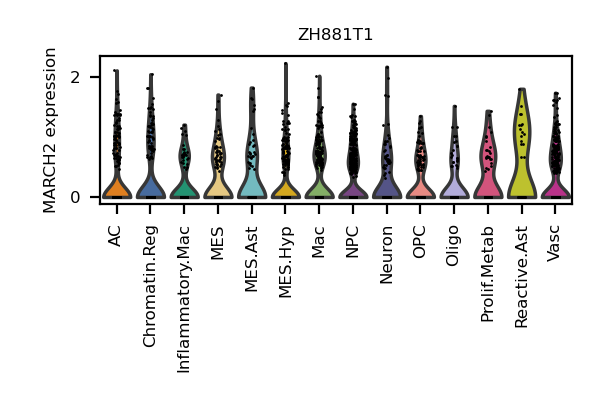 ZH881T1
MARCH2 expression
2
0
AC
Chromatin.Reg
Inflammatory.Mac
MES
MES.Ast
MES.Hyp
Mac
NPC
Neuron
OPC
Oligo
Prolif.Metab
Reactive.Ast
Vasc